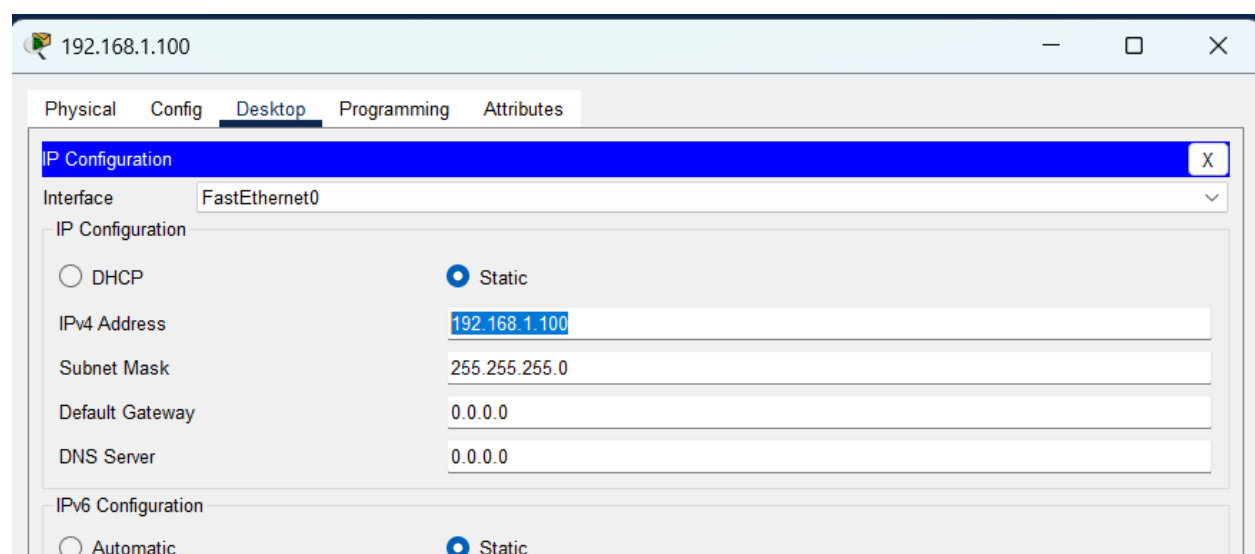 192.168.1.100
Physical Config Desktop Programming Attributes
IP Configuration X
Interface FastEthernet0
IP Configuration
DHCP Static
IPv4 Address 192.168.1.100
Subnet Mask 255.255.255.0
Default Gateway 0.0.0.0
DNS Server 0.0.0.0
IPv6 Configuration
Automatic Static